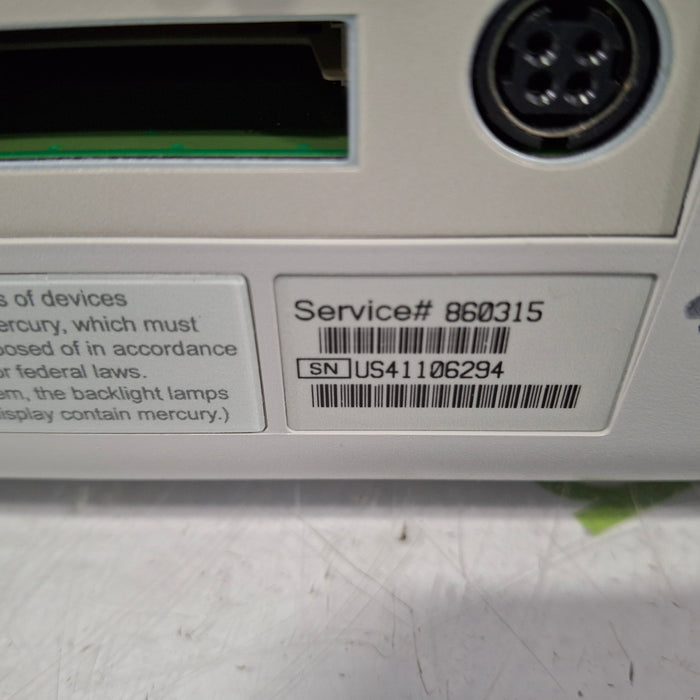 s of devices
ercury, which must
posed of in accordance
or federal laws.
em, the backlight lamps
display contain mercury.)
Service# 860315
SN US41106294